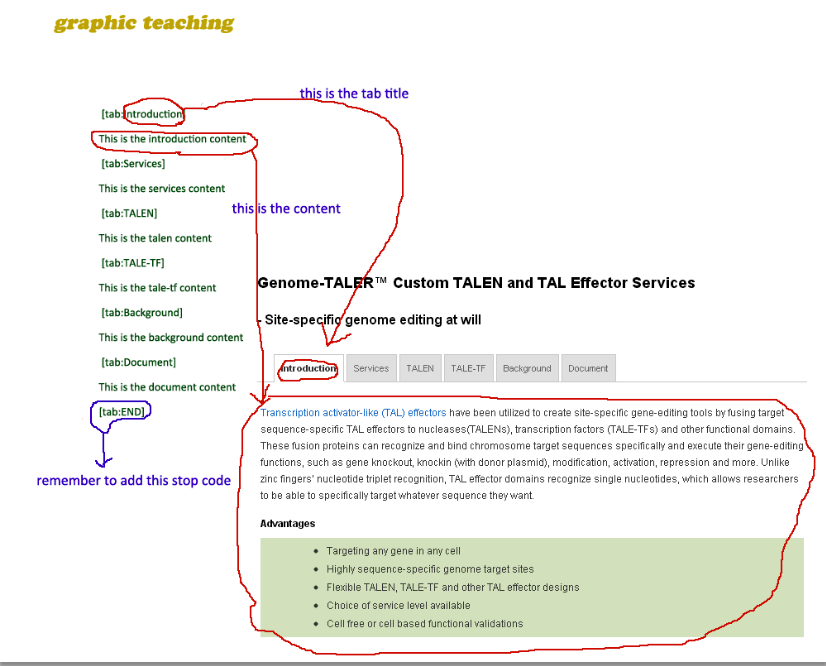 graphic teaching
this is the tab title
[tab:Introduction]
This is the introduction content
[tab:Services]
This is the services content
this is the content
[tab:TALEN]
This is the talen content
[tab:TALE-TF]
This is the tale-tf content
[tab:Background]
This is the background content
[tab:Document]
This is the document content
[tab:END]
remember to add this stop code
Genome-TALER™ Custom TALEN and TAL Effector Services
- Site-specific genome editing at will
Introduction Services TALEN TALE-TF Background Document
Transcription activator-like (TAL) effectors have been utilized to create site-specific gene-editing tools by fusing target
sequence-specific TAL effectors to nucleases(TALENs), transcription factors (TALE-TFs) and other functional domains.
These fusion proteins can recognize and bind chromosome target sequences specifically and execute their gene-editing
functions, such as gene knockout, knockin (with donor plasmid), modification, activation, repression and more. Unlike
zinc fingers' nucleotide triplet recognition, TAL effector domains recognize single nucleotides, which allows researchers
to be able to specifically target whatever sequence they want.
Advantages
• Targeting any gene in any cell
• Highly sequence-specific genome target sites
• Flexible TALEN, TALE-TF and other TAL effector designs
• Choice of service level available
• Cell free or cell based functional validations